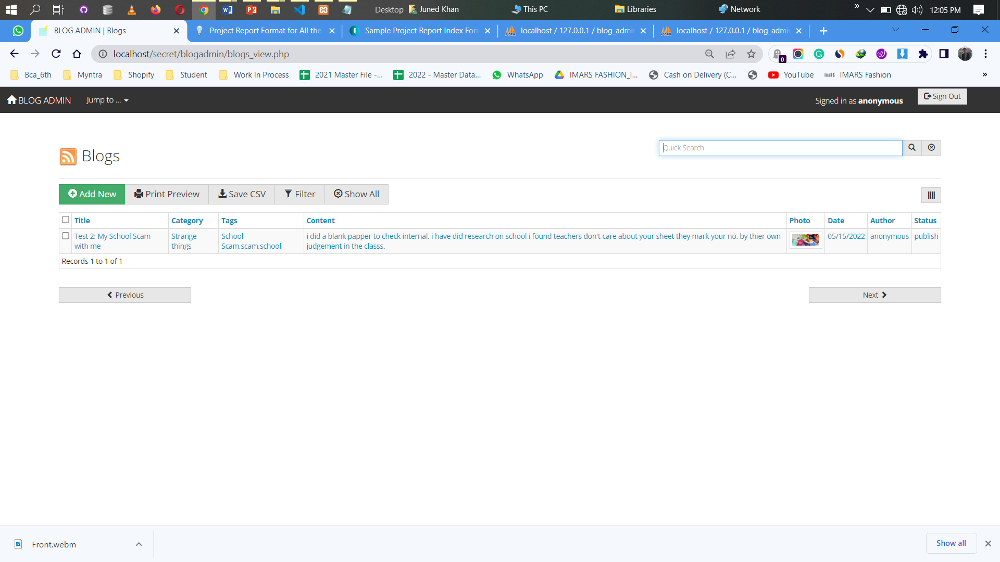 Desktop
Juned Khan
This PC
Libraries
Network
»
12:05 PM
BLOG ADMIN | Blogs
Project Report Format for All the
Sample Project Report Index Form
localhost / 127.0.0.1 / blog_admin
localhost / 127.0.0.1 / blog_admin
localhost/secret/blogadmin/blogs_view.php
0
Bca_6th
Myntra
Shopify
Student
Work In Process
2021 Master File -...
2022 - Master Data...
WhatsApp
IMARS FASHION_I...
Cash on Delivery (C...
YouTube
IMARS Fashion
»
BLOG ADMIN
Jump to ...
Signed in as anonymous
Sign Out
Blogs
Quick Search
Add New
Print Preview
Save CSV
Filter
Show All
Title
Category
Tags
Content
Photo
Date
Author
Status
Test 2: My School Scam
with me
Strange
things
School
Scam,scam,school
i did a blank papper to check internal. i have did research on school i found teachers don't care about your sheet they mark your no. by thier own
judgement in the classs.
05/15/2022
anonymous
publish
Records 1 to 1 of 1
Previous
Next
Front.webm
Show all